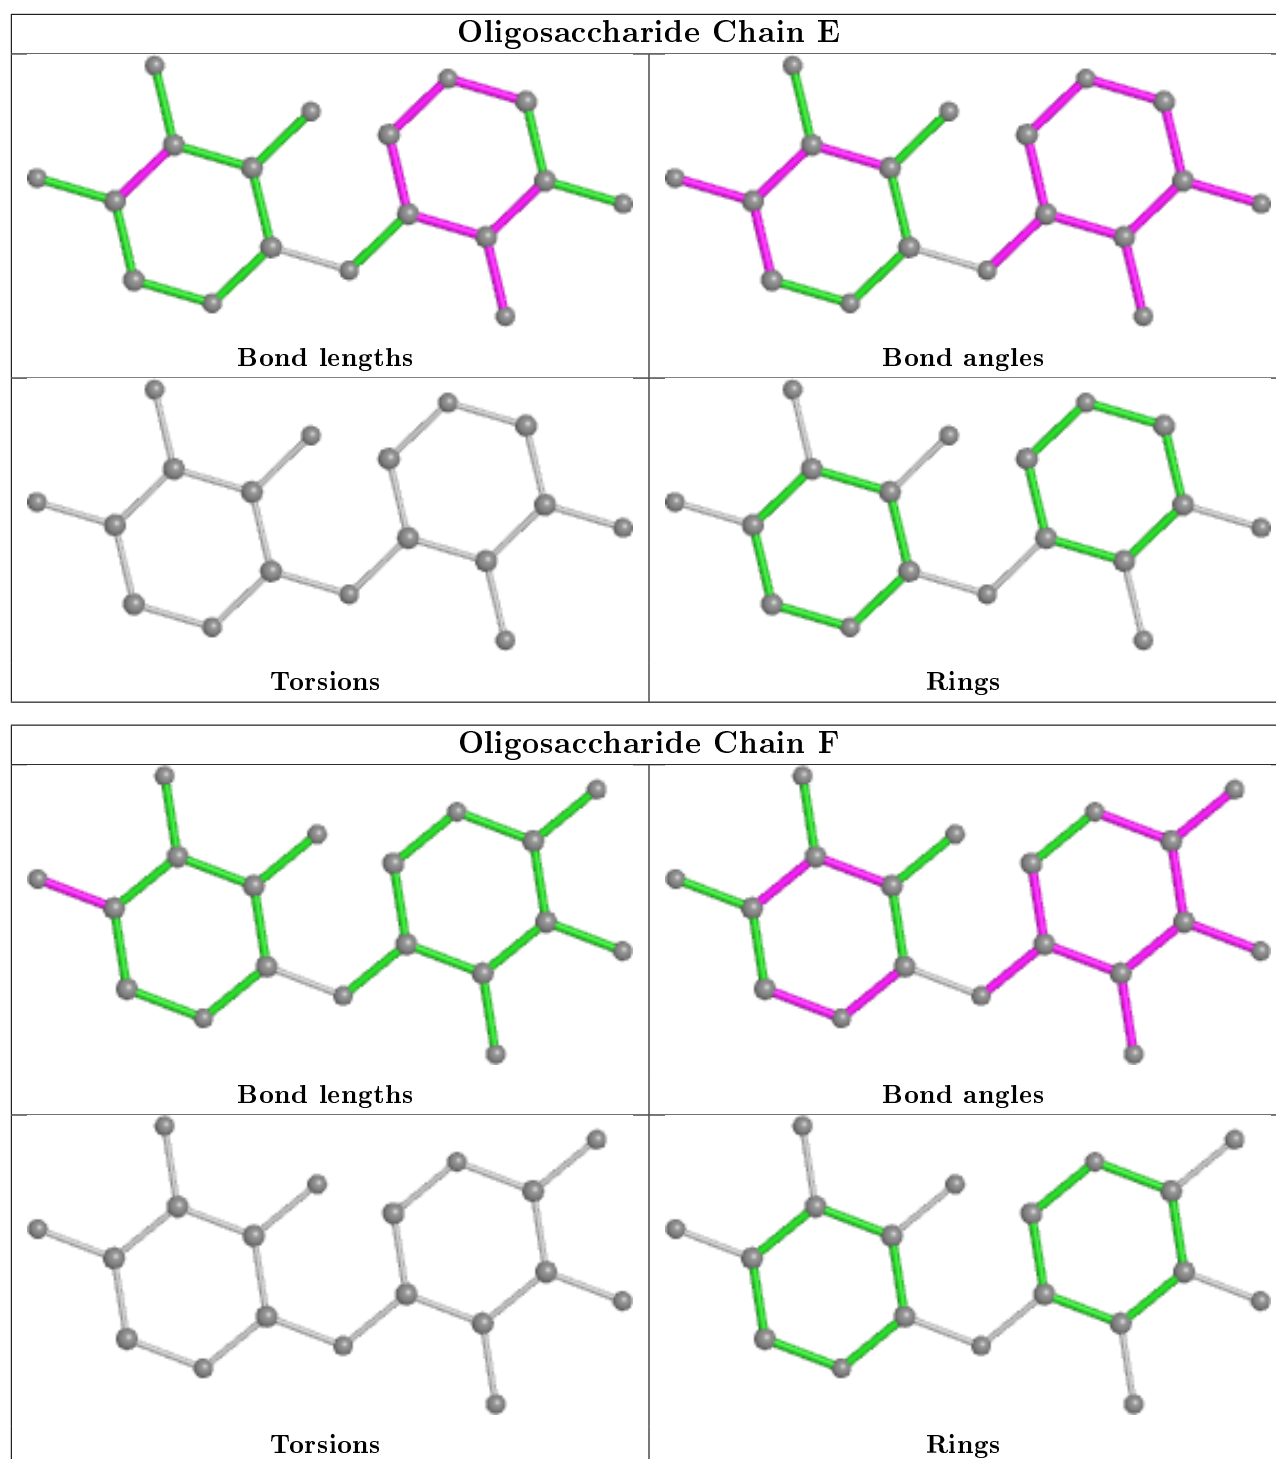 Oligosaccharide Chain E
Bond lengths
Bond angles
Torsions
Rings
Oligosaccharide Chain F
Bond lengths
Bond angles
Torsions
Rings